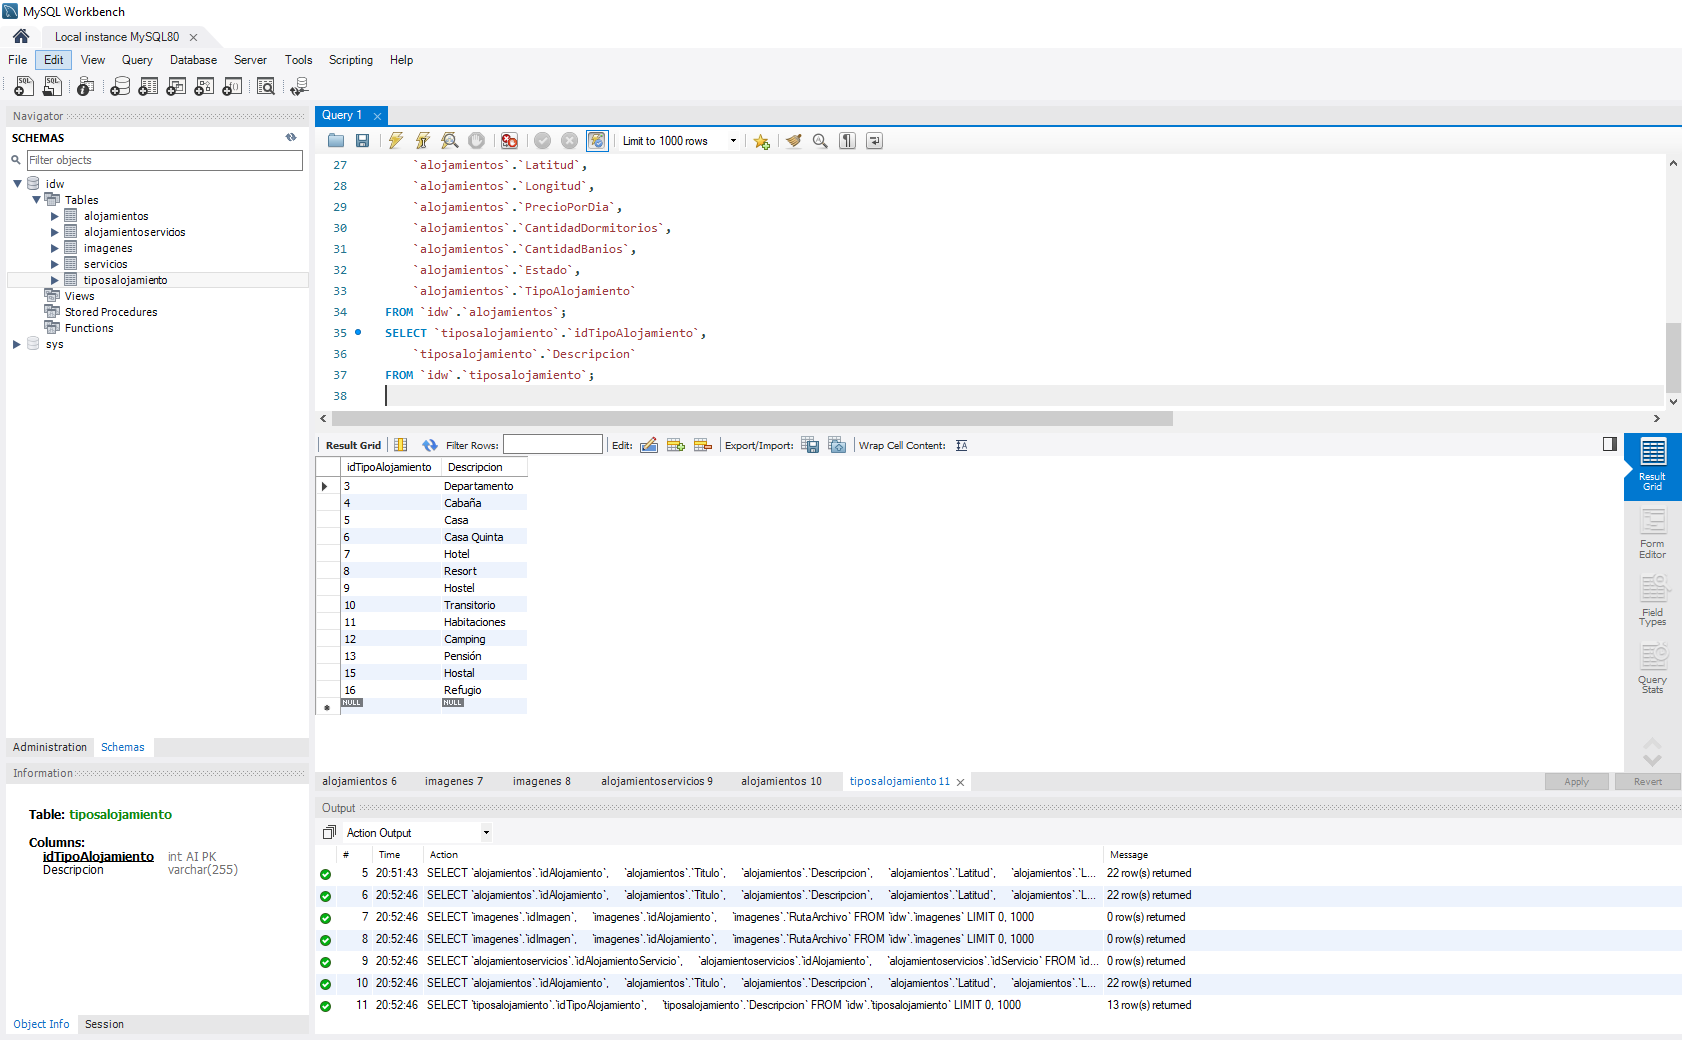 MySQL Workbench
Local instance MySQL80
File Edit View Query Database Server Tools Scripting Help
Navigator
SCHEMAS
Filter objects
idw
Tables
alojamientos
alojamientoservicios
imagenes
servicios
tiposalojamiento
Views
Stored Procedures
Functions
sys
Administration Schemas
Information
Table: tiposalojamiento
Columns:
idTipoAlojamiento int AI PK
Descripcion varchar(255)
Object Info Session
Query 1
Limit to 1000 rows
27 `alojamientos`.`Latitud`,
28 `alojamientos`.`Longitud`,
29 `alojamientos`.`PrecioPorDia`,
30 `alojamientos`.`CantidadDormitorios`,
31 `alojamientos`.`CantidadBanios`,
32 `alojamientos`.`Estado`,
33 `alojamientos`.`TipoAlojamiento`
34 FROM `idw`.`alojamientos`;
35 SELECT `tiposalojamiento`.`idTipoAlojamiento`,
36 `tiposalojamiento`.`Descripcion`
37 FROM `idw`.`tiposalojamiento`;
38
Result Grid Filter Rows: Edit: Export/Import: Wrap Cell Content:
idTipoAlojamiento Descripcion
3 Departamento
4 Cabaña
5 Casa
6 Casa Quinta
7 Hotel
8 Resort
9 Hostel
10 Transitorio
11 Habitaciones
12 Camping
13 Pensión
15 Hostal
16 Refugio
NULL NULL
Result
Grid
Form
Editor
Field
Types
Query
Stats
alojamientos 6 imagenes 7 imagenes 8 alojamientoservicios 9 alojamientos 10 tiposalojamiento 11
Apply Revert
Output
Action Output
# Time Action Message
5 20:51:43 SELECT `alojamientos`.`idAlojamiento`, `alojamientos`.`Titulo`, `alojamientos`.`Descripcion`, `alojamientos`.`Latitud`, `alojamientos`.`L... 22 row(s) returned
6 20:52:46 SELECT `alojamientos`.`idAlojamiento`, `alojamientos`.`Titulo`, `alojamientos`.`Descripcion`, `alojamientos`.`Latitud`, `alojamientos`.`L... 22 row(s) returned
7 20:52:46 SELECT `imagenes`.`idImagen`, `imagenes`.`idAlojamiento`, `imagenes`.`RutaArchivo` FROM `idw`.`imagenes` LIMIT 0, 1000 0 row(s) returned
8 20:52:46 SELECT `imagenes`.`idImagen`, `imagenes`.`idAlojamiento`, `imagenes`.`RutaArchivo` FROM `idw`.`imagenes` LIMIT 0, 1000 0 row(s) returned
9 20:52:46 SELECT `alojamientoservicios`.`idAlojamientoServicio`, `alojamientoservicios`.`idAlojamiento`, `alojamientoservicios`.`idServicio` FROM `id... 0 row(s) returned
10 20:52:46 SELECT `alojamientos`.`idAlojamiento`, `alojamientos`.`Titulo`, `alojamientos`.`Descripcion`, `alojamientos`.`Latitud`, `alojamientos`.`L... 22 row(s) returned
11 20:52:46 SELECT `tiposalojamiento`.`idTipoAlojamiento`, `tiposalojamiento`.`Descripcion` FROM `idw`.`tiposalojamiento` LIMIT 0, 1000 13 row(s) returned